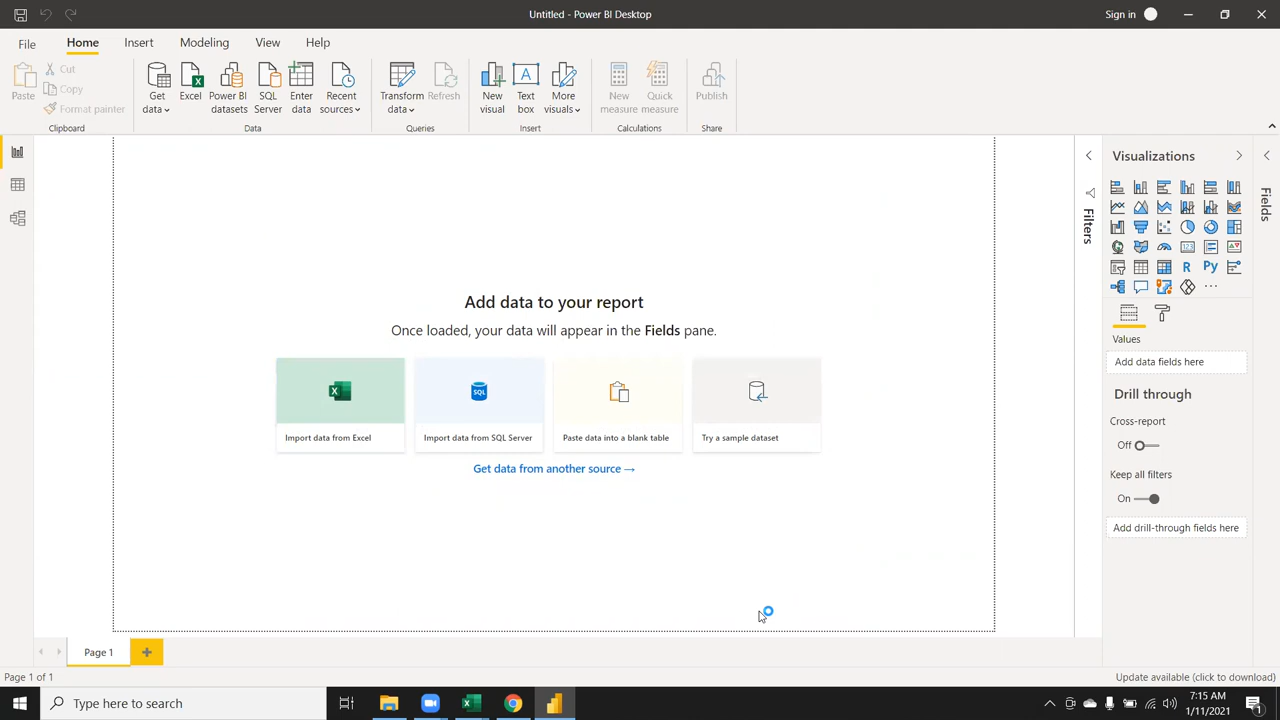 Untitled - Power BI Desktop
Sign in
File
Home
Insert
Modeling
View
Help
Paste
Cut
Copy
Format painter
Clipboard
Get data
Excel
Power BI datasets
SQL Server
Enter data
Recent sources
Data
Transform data
Refresh
Queries
New visual
Text box
More visuals
Insert
New measure
Quick measure
Calculations
Publish
Share
Add data to your report
Once loaded, your data will appear in the Fields pane.
Import data from Excel
Import data from SQL Server
Paste data into a blank table
Try a sample dataset
Get data from another source →
Filters
Visualizations
Fields
R
Py
Values
Add data fields here
Drill through
Cross-report
Off
Keep all filters
On
Add drill-through fields here
Page 1
Page 1 of 1
Update available (click to download)
Type here to search
7:15 AM
1/11/2021